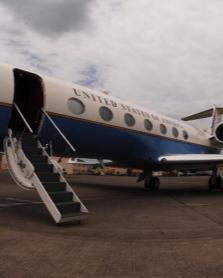 UNITED STATES OF AMERICA